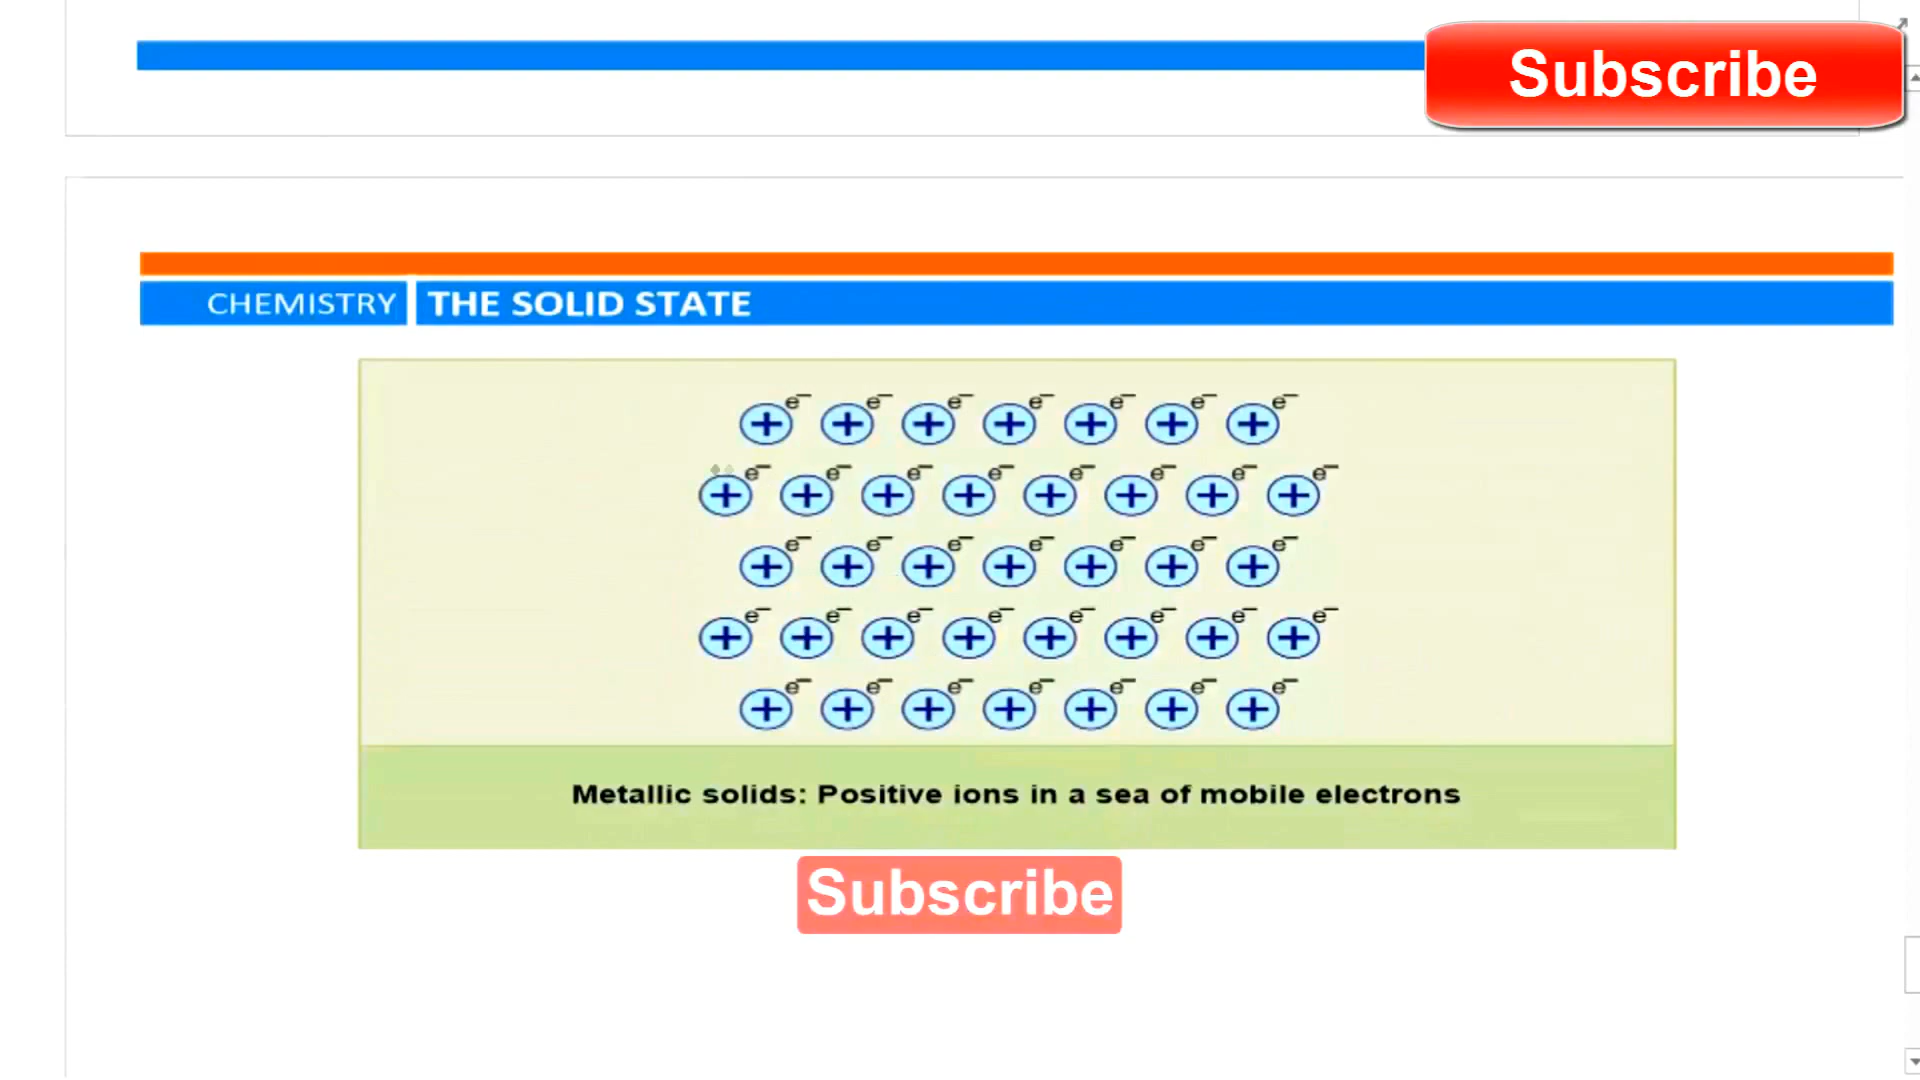 Subscribe
CHEMISTRY THE SOLID STATE
e⁻ e⁻ e⁻ e⁻ e⁻ e⁻ e⁻
+ + + + + + +
e⁻ e⁻ e⁻ e⁻ e⁻ e⁻ e⁻ e⁻
+ + + + + + + +
e⁻ e⁻ e⁻ e⁻ e⁻ e⁻ e⁻
+ + + + + + +
e⁻ e⁻ e⁻ e⁻ e⁻ e⁻ e⁻ e⁻
+ + + + + + + +
e⁻ e⁻ e⁻ e⁻ e⁻ e⁻ e⁻
+ + + + + + +
Metallic solids: Positive ions in a sea of mobile electrons
Subscribe